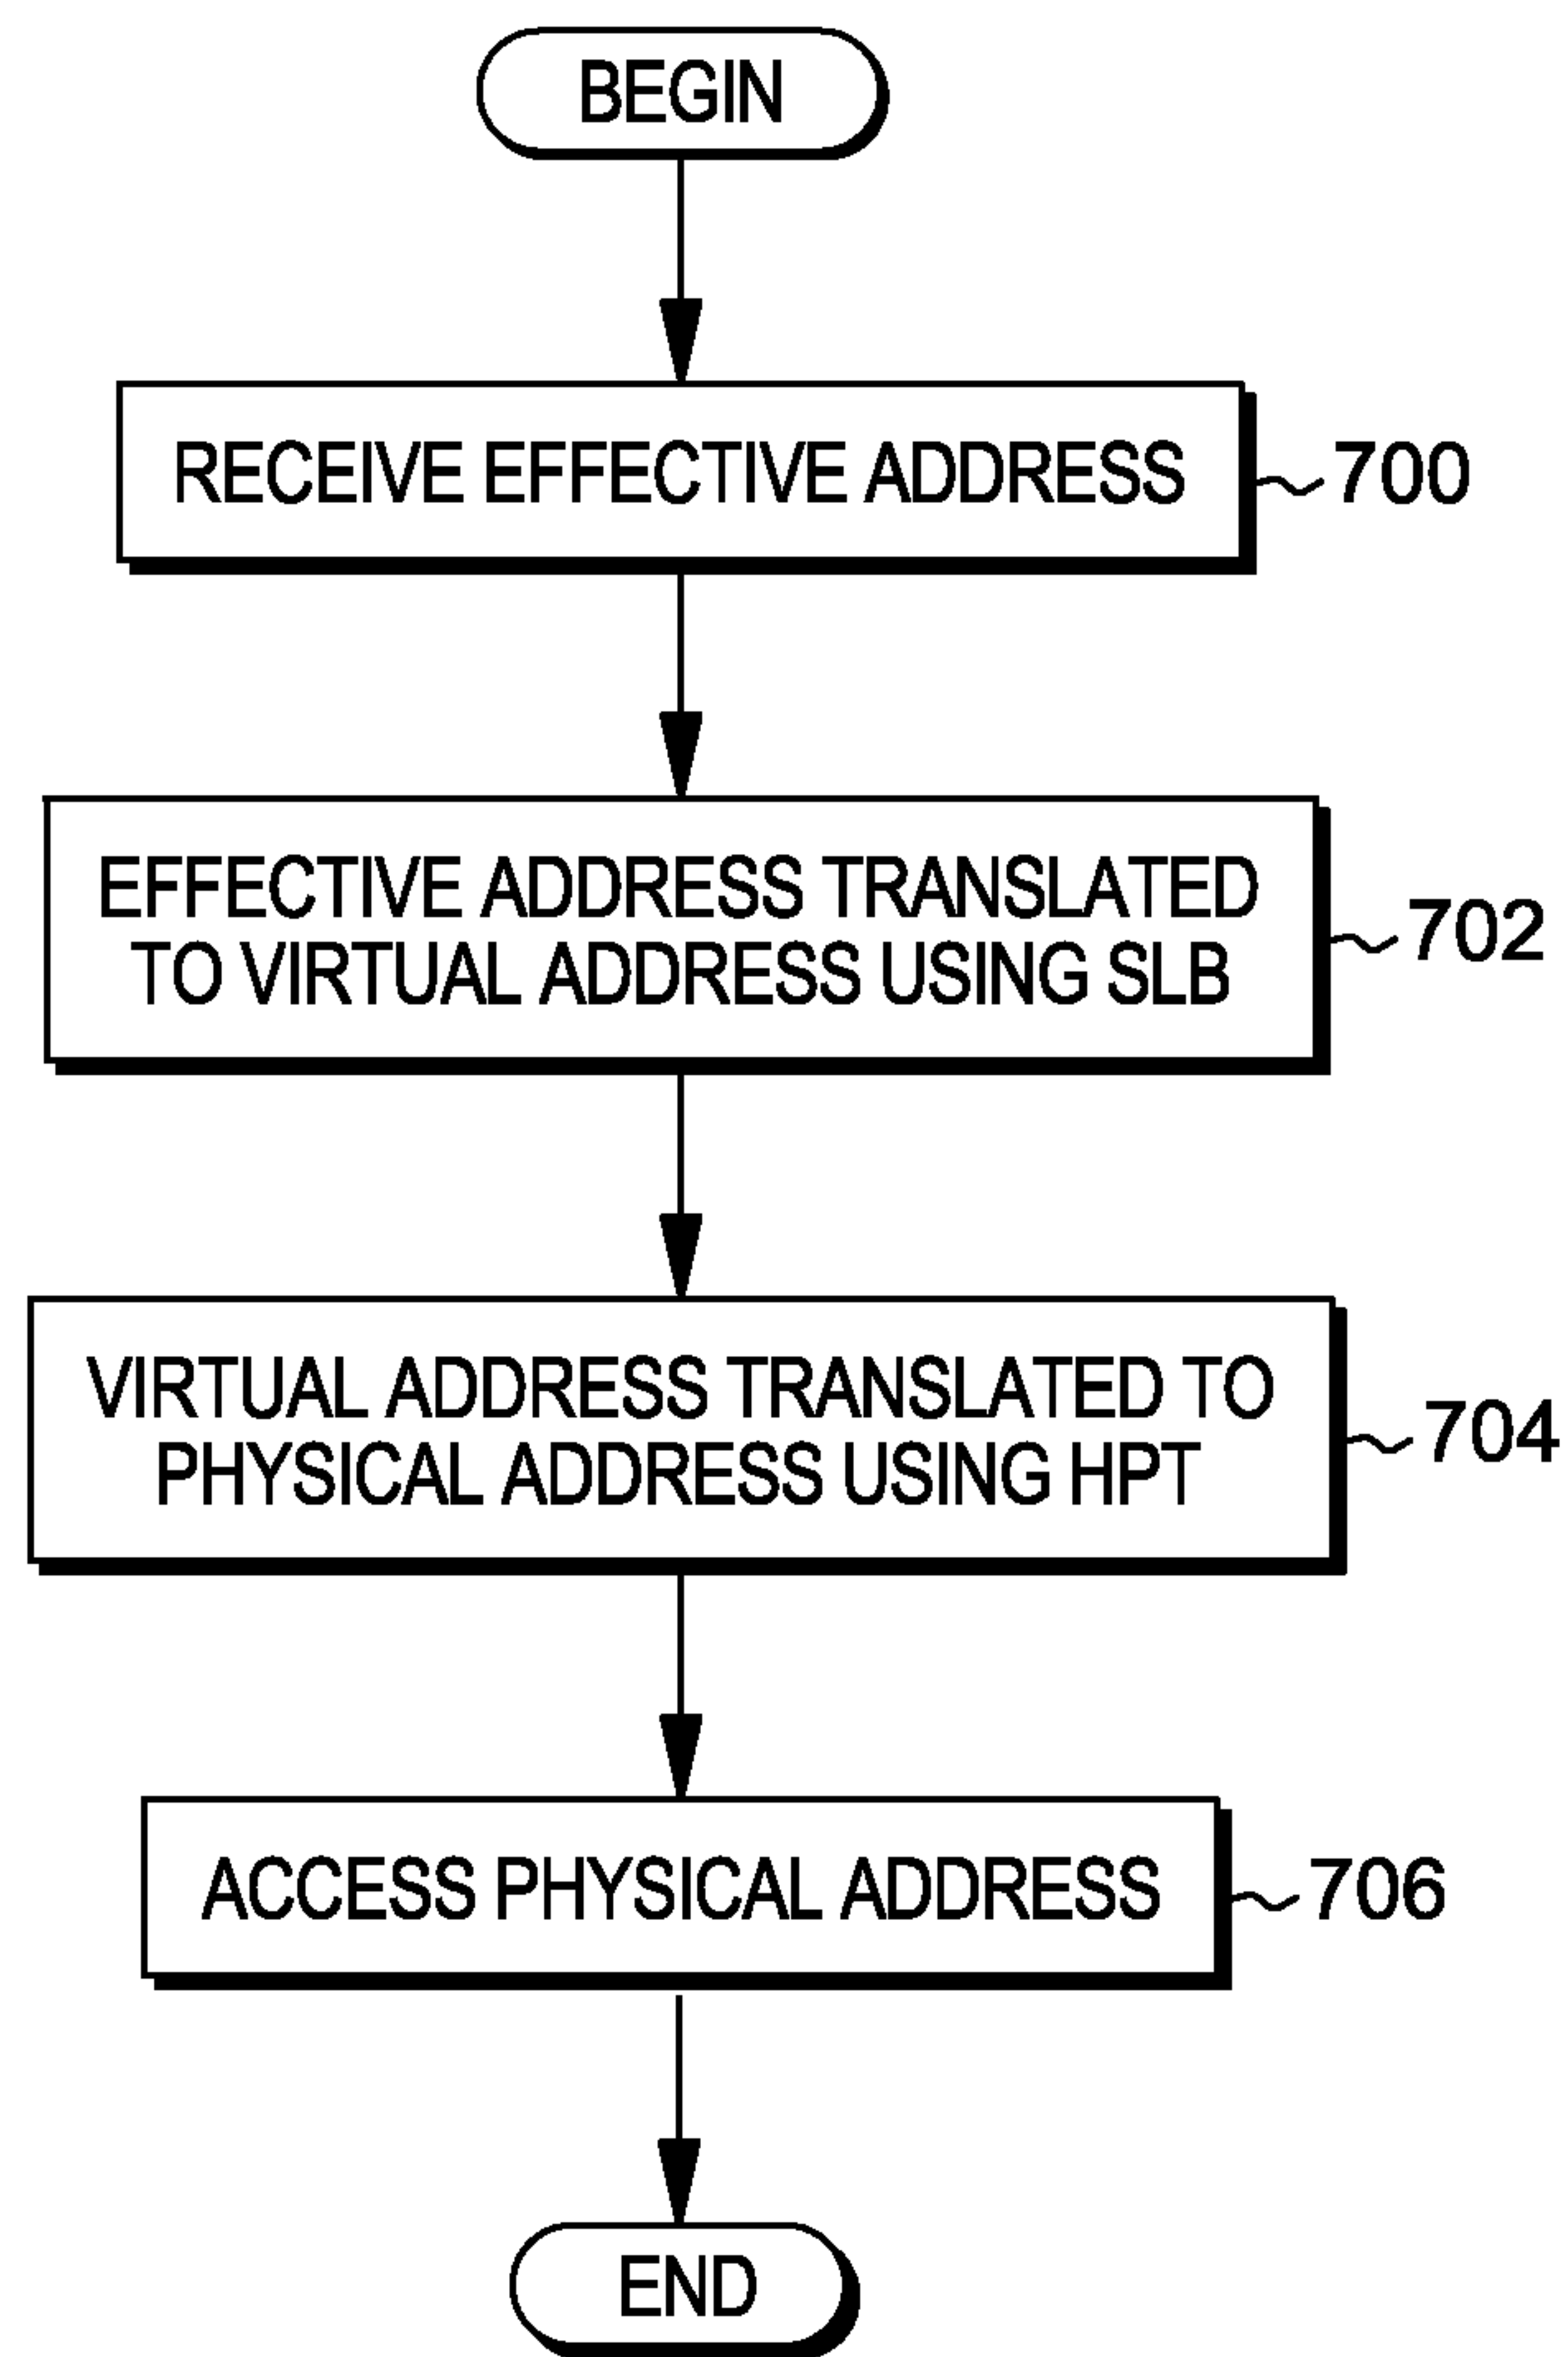 BEGIN
RECEIVE EFFECTIVE ADDRESS
700
EFFECTIVE ADDRESS TRANSLATED
TO VIRTUAL ADDRESS USING SLB
702
VIRTUAL ADDRESS TRANSLATED TO
PHYSICAL ADDRESS USING HPT
704
ACCESS PHYSICAL ADDRESS
706
END